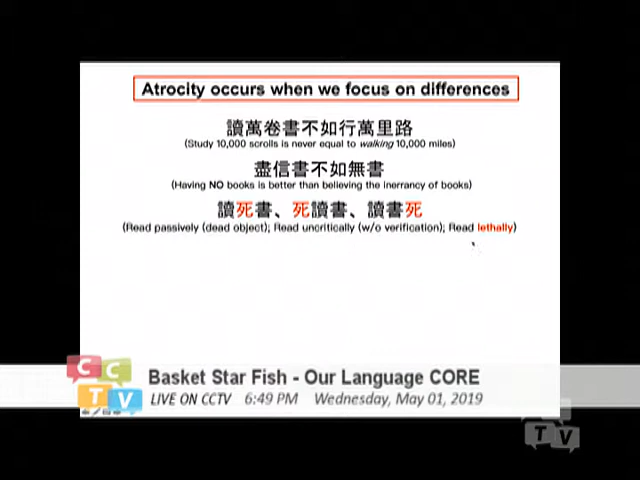 Atrocity occurs when we focus on differences
讀萬卷書不如行萬里路
(Study 10,000 scrolls is never equal to walking 10,000 miles)
盡信書不如無書
(Having NO books is better than believing the inerrancy of books)
讀死書、死讀書、讀書死
(Read passively (dead object); Read uncritically (w/o verification); Read lethally)
C C
T V
Basket Star Fish - Our Language CORE
LIVE ON CCTV 6:49 PM Wednesday, May 01, 2019
T V